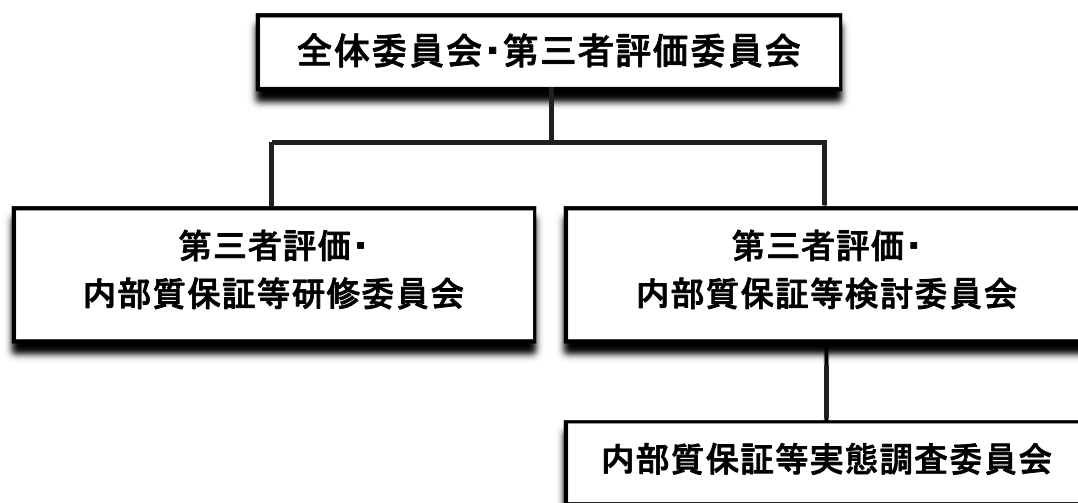 全体委員会・第三者評価委員会
第三者評価・
内部質保証等研修委員会
第三者評価・
内部質保証等検討委員会
内部質保証等実態調査委員会